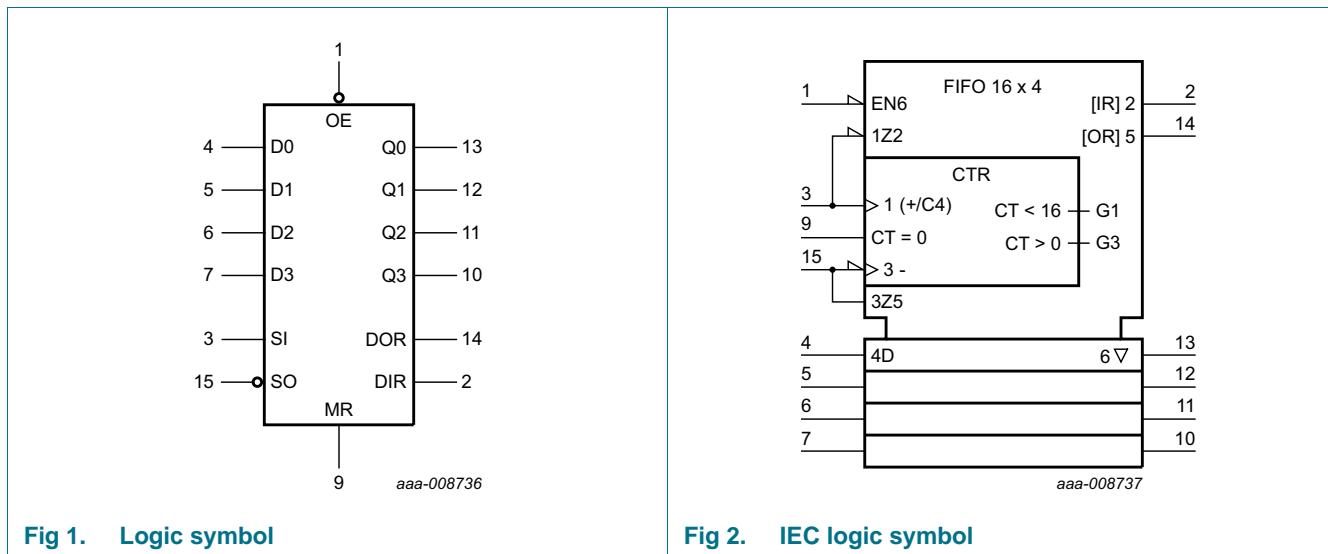 1
OE
4 D0 Q0 13
5 D1 Q1 12
6 D2 Q2 11
7 D3 Q3 10
3 SI DOR 14
15 SO DIR 2
MR
9 aaa-008736
Fig 1. Logic symbol
FIFO 16 x 4
1 EN6 [IR] 2 2
1Z2 [OR] 5 14
CTR
3 1 (+/C4) CT < 16 G1
9 CT = 0 CT > 0 G3
15 3 -
3Z5
4 4D 6 ▽ 13
5 12
6 11
7 10
aaa-008737
Fig 2. IEC logic symbol